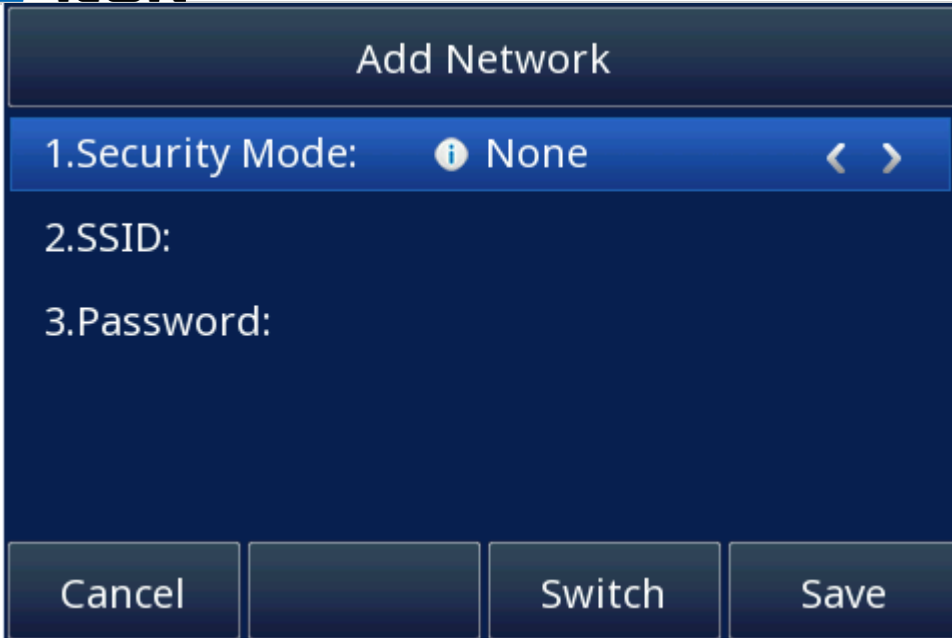 Add Network
1.Security Mode: None
2.SSID:
3.Password:
Cancel Switch Save